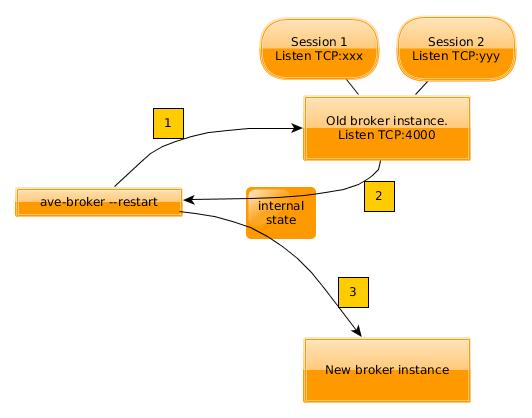 Session 1
Listen TCP:xxx
Session 2
Listen TCP:yyy
1
Old broker instance.
Listen TCP:4000
ave-broker --restart
2
internal
state
3
New broker instance